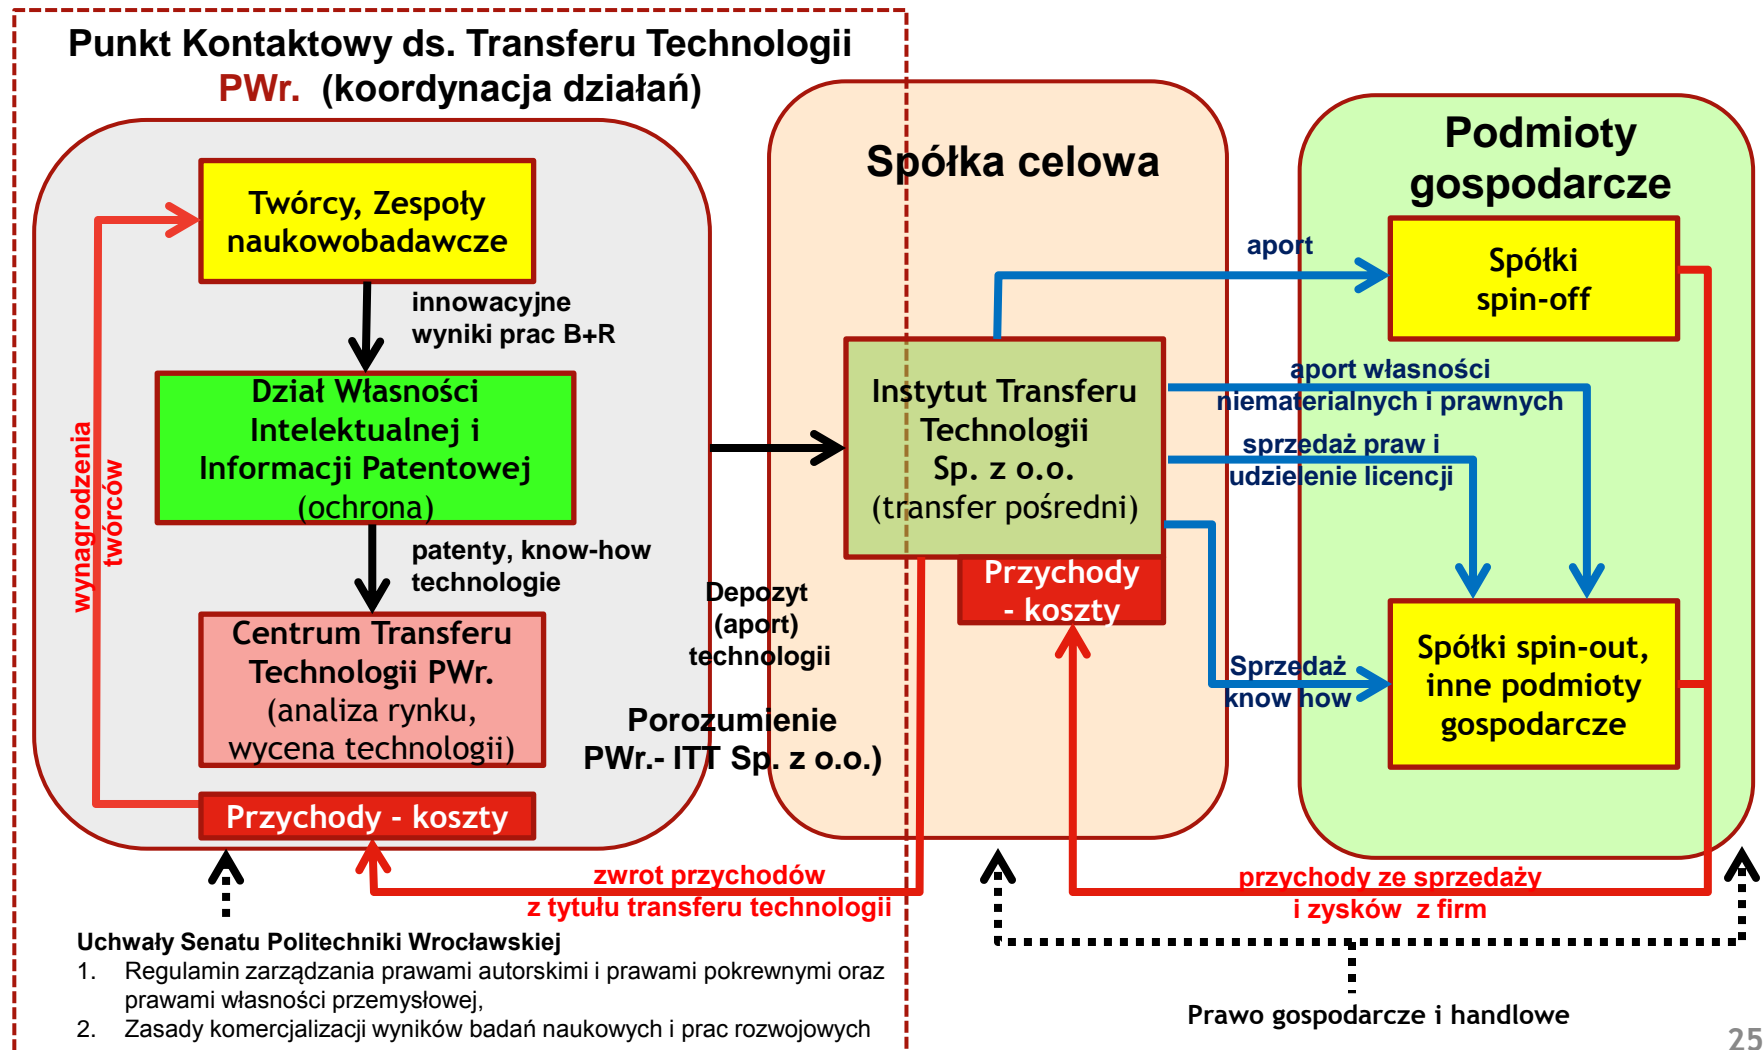 Punkt Kontaktowy ds. Transferu Technologii
PWr. (koordynacja działań)
Twórcy, Zespoły
naukowobadawcze
innowacyjne
wyniki prac B+R
Dział Własności
Intelektualnej i
Informacji Patentowej
(ochrona)
patenty, know-how
technologie
Centrum Transferu
Technologii PWr.
(analiza rynku,
wycena technologii)
Przychody - koszty
wynagrodzenia
twórców
Depozyt
(aport)
technologii
Porozumienie
PWr.- ITT Sp. z o.o.)
Spółka celowa
Instytut Transferu
Technologii
Sp. z o.o.
(transfer pośredni)
Przychody
- koszty
aport
aport własności
niematerialnych i prawnych
sprzedaż praw i
udzielenie licencji
Sprzedaż
know how
Podmioty
gospodarcze
Spółki
spin-off
Spółki spin-out,
inne podmioty
gospodarcze
zwrot przychodów
z tytułu transferu technologii
przychody ze sprzedaży
i zysków z firm
Uchwały Senatu Politechniki Wrocławskiej
1. Regulamin zarządzania prawami autorskimi i prawami pokrewnymi oraz
prawami własności przemysłowej,
2. Zasady komercjalizacji wyników badań naukowych i prac rozwojowych
Prawo gospodarcze i handlowe
25